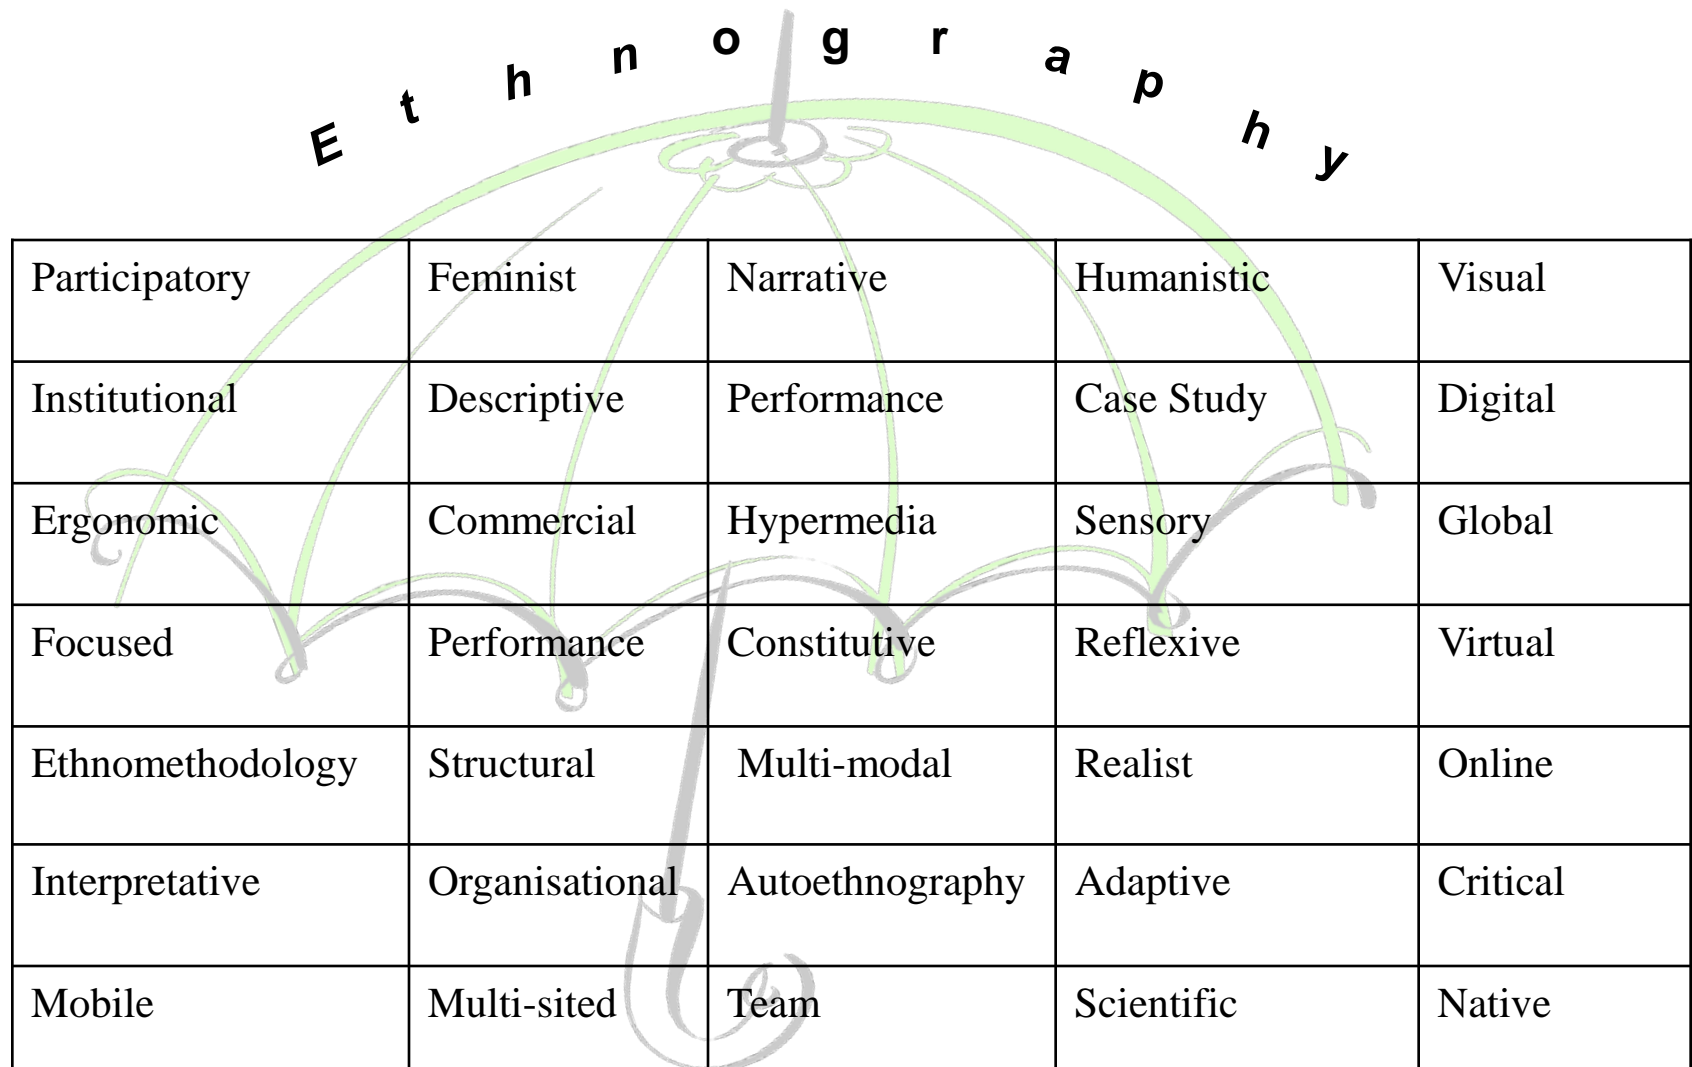 Ethnography
Participatory Feminist Narrative Humanistic Visual
Institutional Descriptive Performance Case Study Digital
Ergonomic Commercial Hypermedia Sensory Global
Focused Performance Constitutive Reflexive Virtual
Ethnomethodology Structural Multi-modal Realist Online
Interpretative Organisational Autoethnography Adaptive Critical
Mobile Multi-sited Team Scientific Native